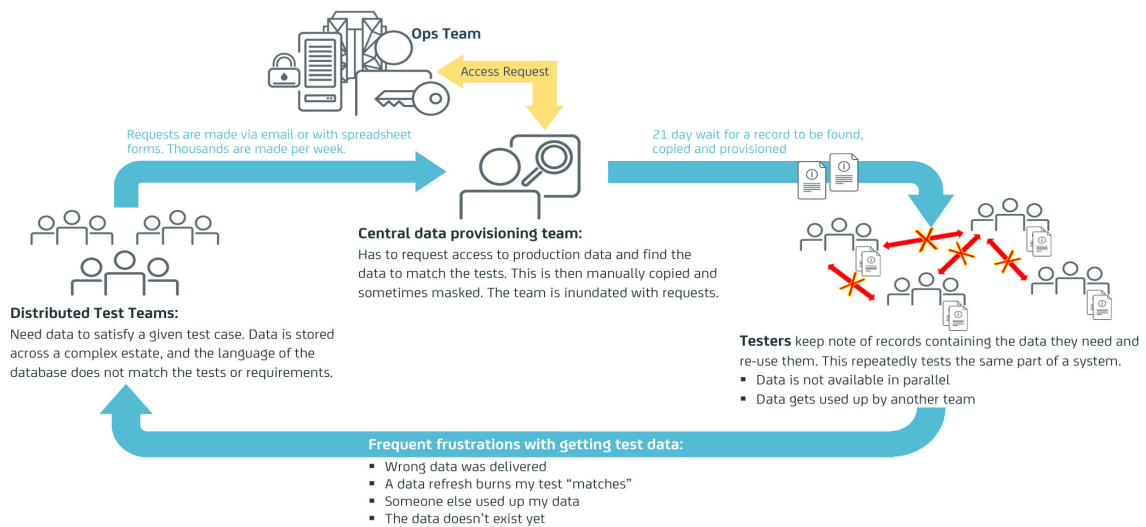 Ops Team
Access Request
Requests are made via email or with spreadsheet
forms. Thousands are made per week.
21 day wait for a record to be found,
copied and provisioned
Central data provisioning team:
Has to request access to production data and find the
data to match the tests. This is then manually copied and
sometimes masked. The team is inundated with requests.
Distributed Test Teams:
Need data to satisfy a given test case. Data is stored
across a complex estate, and the language of the
database does not match the tests or requirements.
Testers keep note of records containing the data they need and
re-use them. This repeatedly tests the same part of a system.
▪ Data is not available in parallel
▪ Data gets used up by another team
Frequent frustrations with getting test data:
▪ Wrong data was delivered
▪ A data refresh burns my test “matches”
▪ Someone else used up my data
▪ The data doesn’t exist yet